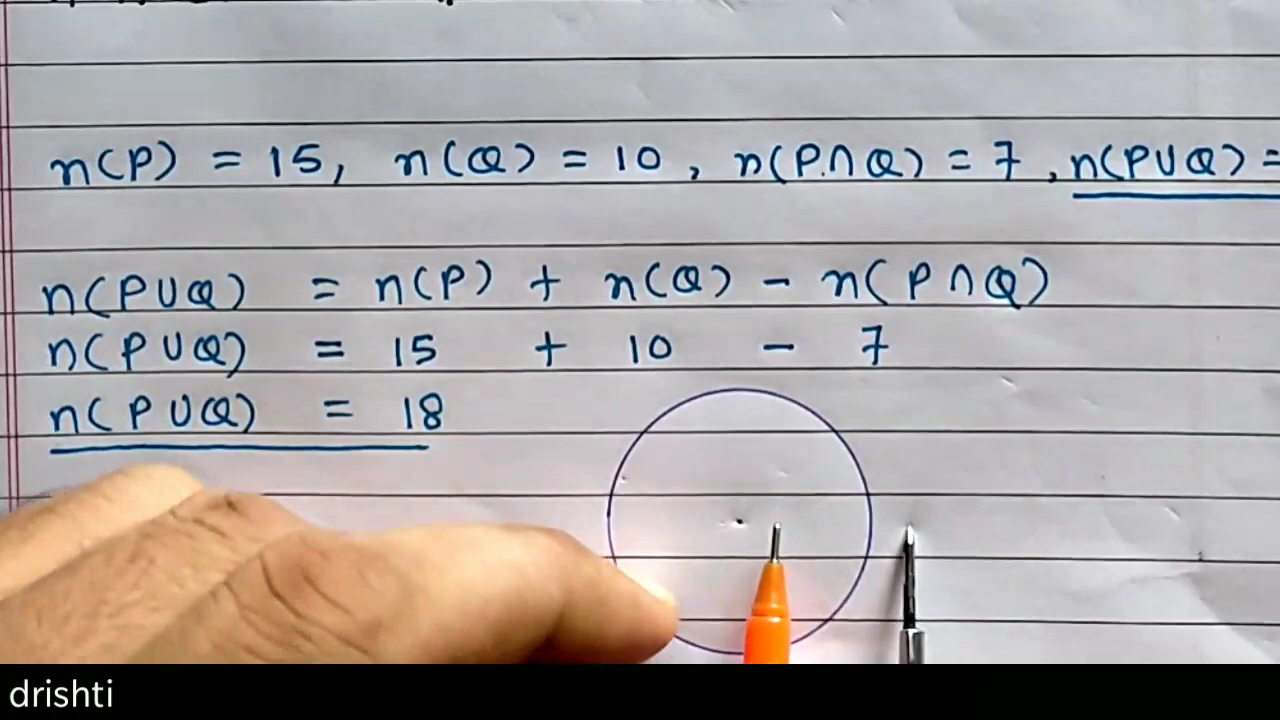 n(P) = 15, n(Q) = 10, n(P∩Q) = 7, n(P∪Q) =
n(P∪Q) = n(P) + n(Q) - n(P∩Q)
n(P∪Q) = 15 + 10 - 7
n(P∪Q) = 18
drishti